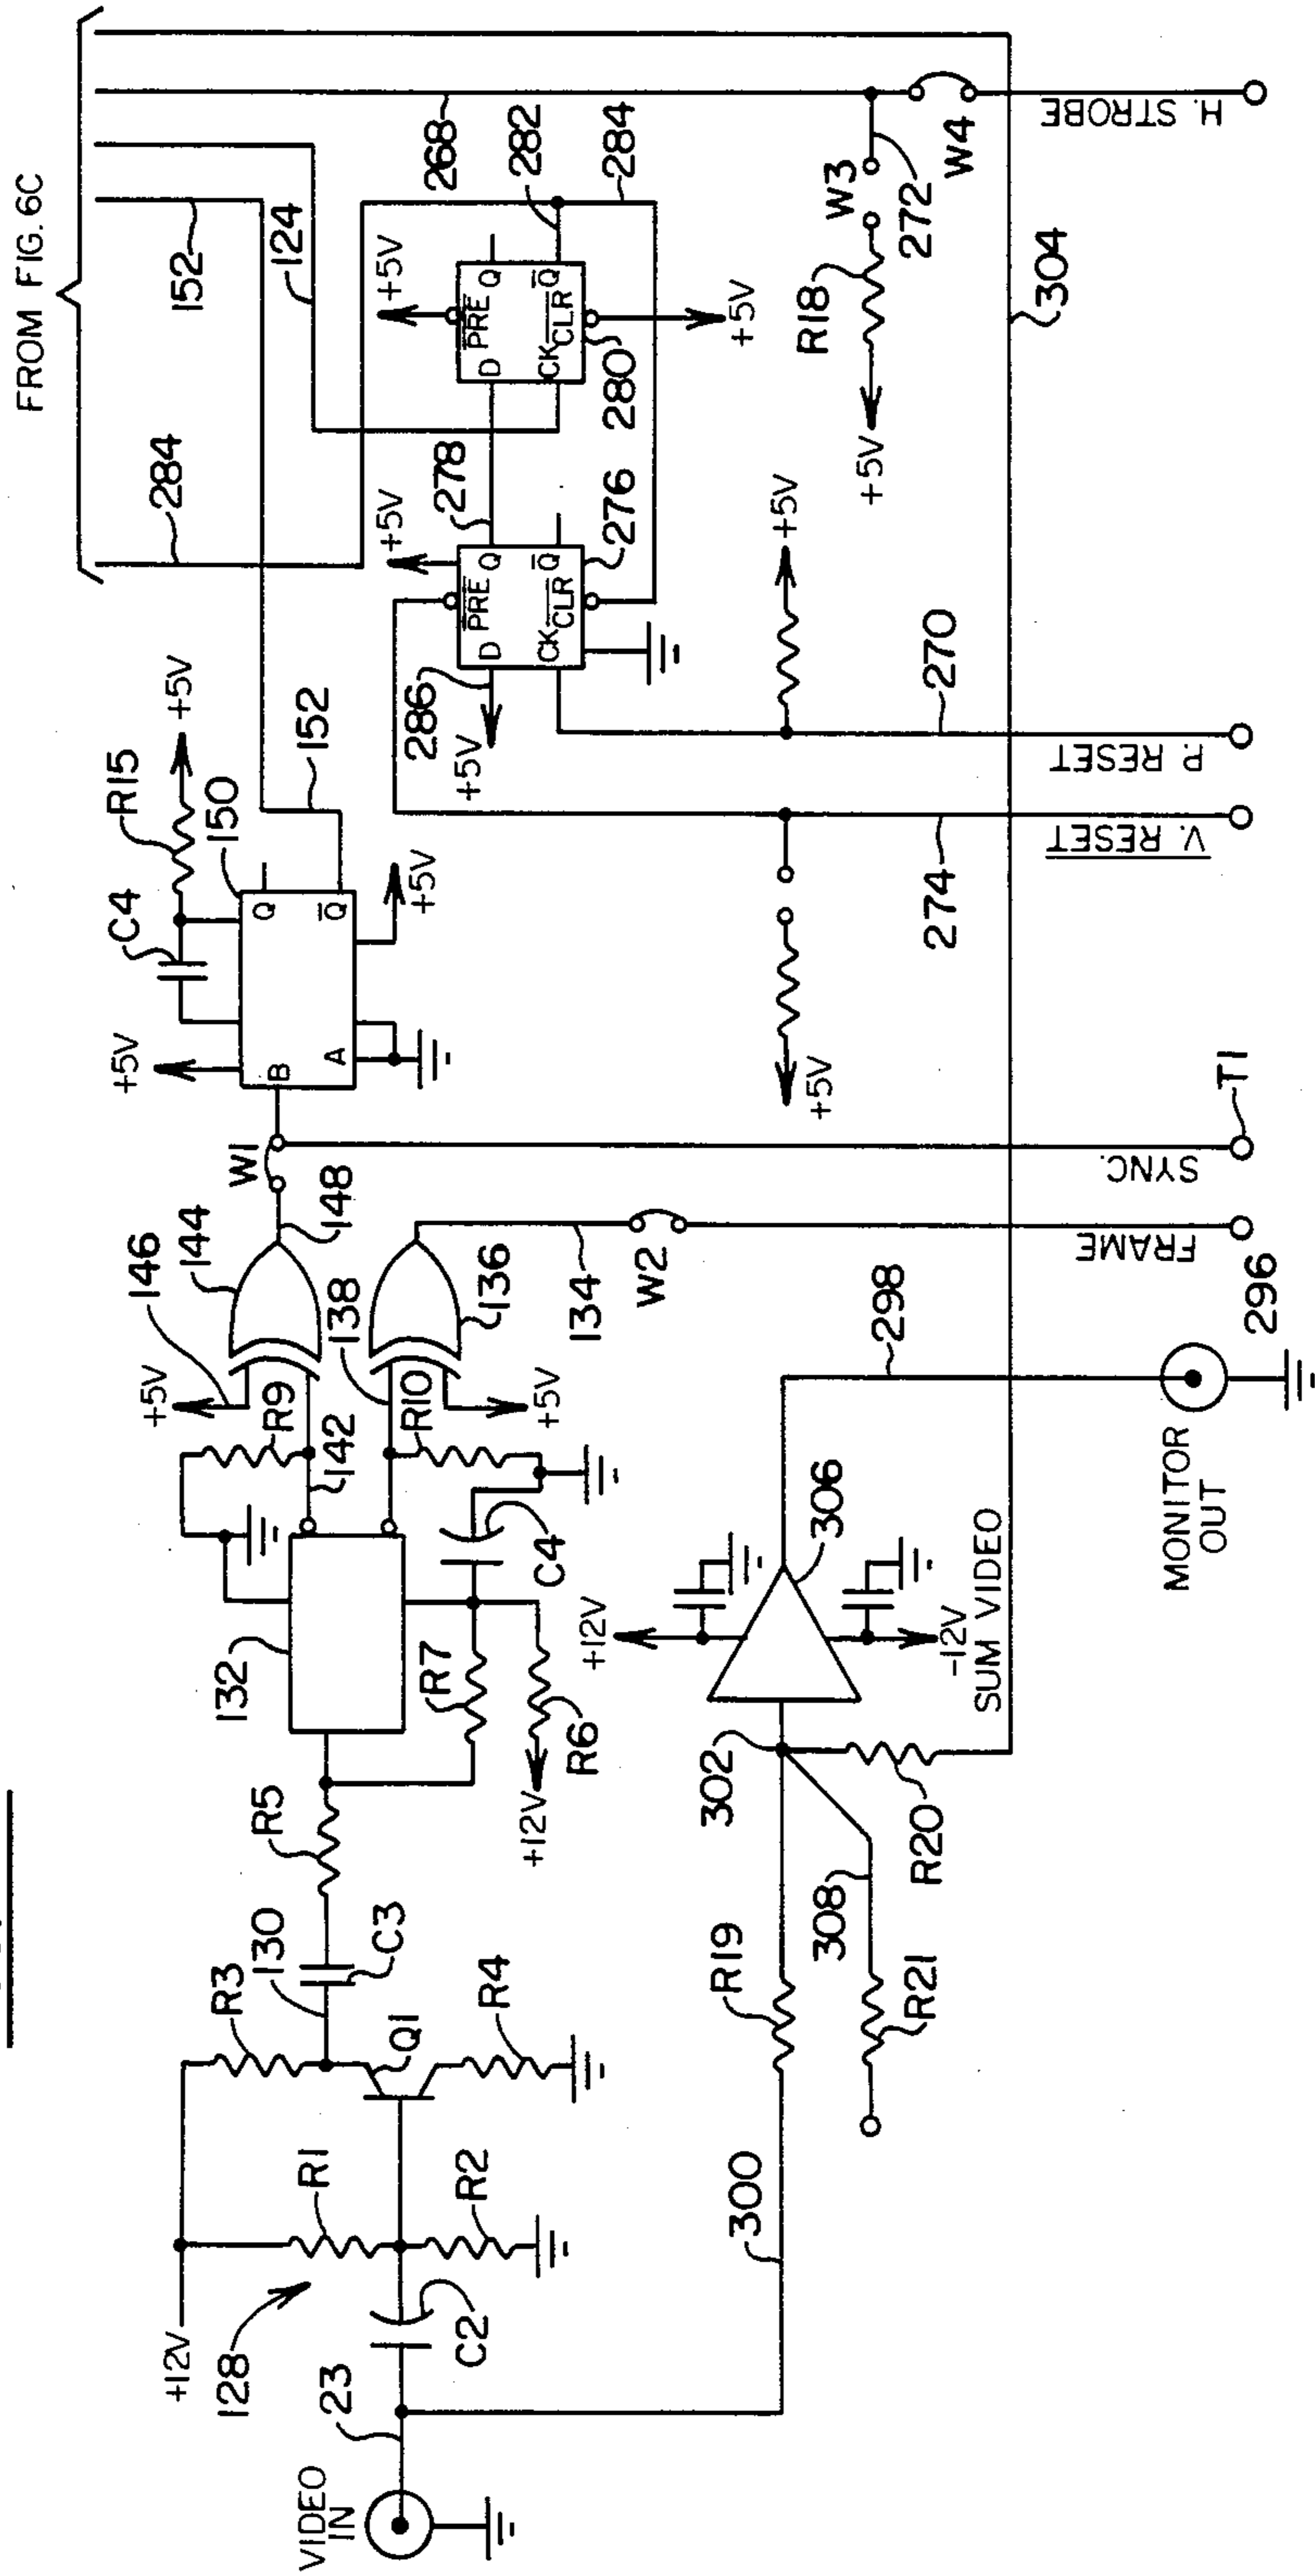 FROM FIG. 6C
284
152
124
268
282
284
+5V
PRE
D
Q
CK
CLR
Q
280
+5V
278
+5V
PRE
D
Q
CK
CLR
Q
276
286
+5V
W3
R18
272
+5V
W4
H. STROBE
304
+5V
270
P. RESET
274
V. RESET
+5V
R15
+5V
C4
150
152
+5V
B
A
Q
Q
+5V
W1
148
144
146
+5V
SYNC.
T1
138
136
134
W2
FRAME
R9
142
R10
+5V
132
C4
R7
R6
+12V
R5
130
C3
R3
Q1
R4
R1
R2
+12V
128
C2
23
VIDEO
IN
300
R19
R21
308
302
R20
+12V
306
-12V
SUM VIDEO
298
296
MONITOR
OUT